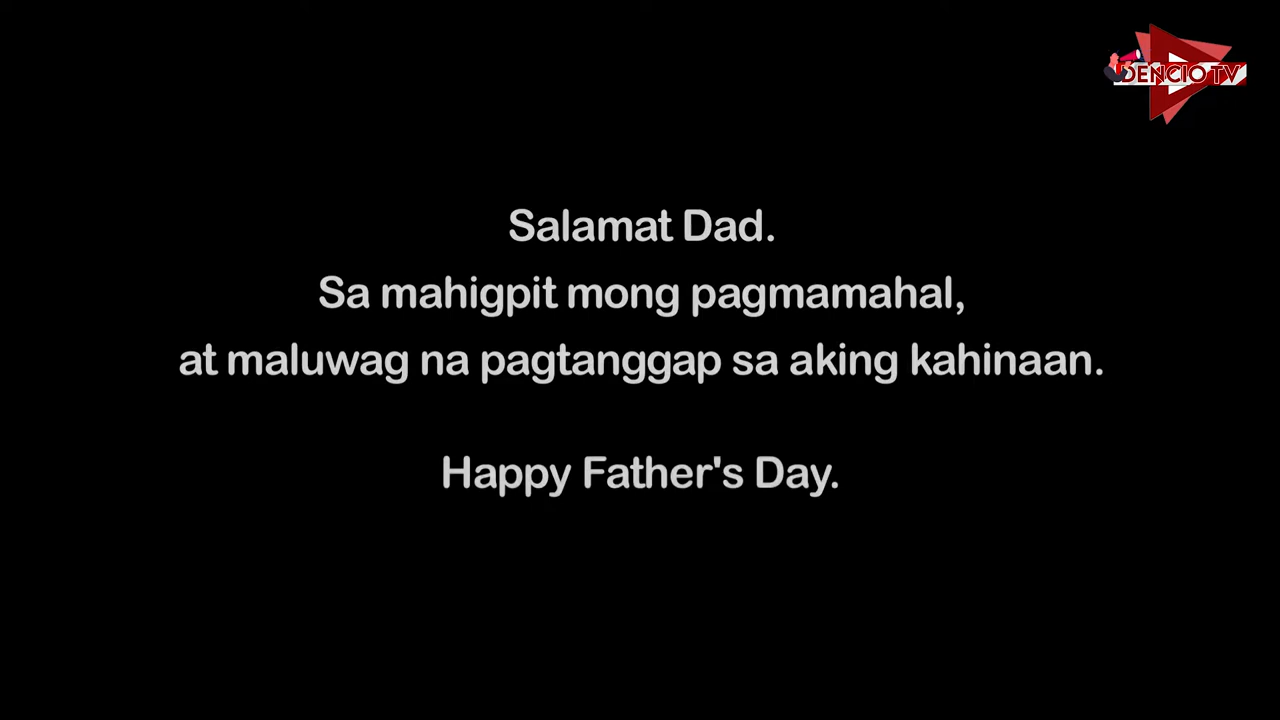 DENCIO TV
Salamat Dad.
Sa mahigpit mong pagmamahal,
at maluwag na pagtanggap sa aking kahinaan.
Happy Father's Day.